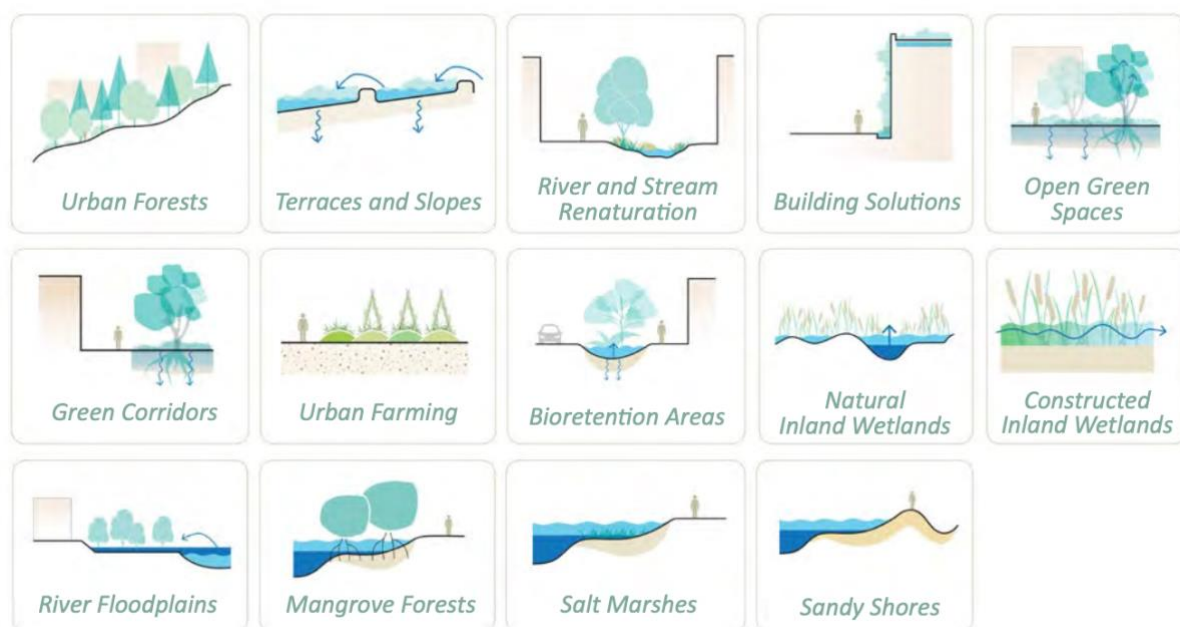 Urban Forests
Terraces and Slopes
River and Stream
Renaturation
Building Solutions
Open Green
Spaces
Green Corridors
Urban Farming
Bioretention Areas
Natural
Inland Wetlands
Constructed
Inland Wetlands
River Floodplains
Mangrove Forests
Salt Marshes
Sandy Shores